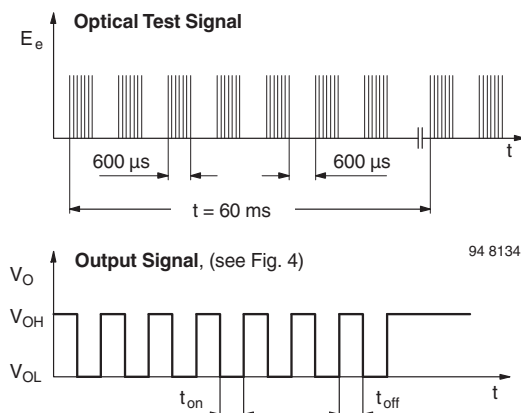 Optical Test Signal
E e
t
600 µs
600 µs
t = 60 ms
94 8134
Output Signal, (see Fig. 4)
V O
V OH
V OL
t on
t off
t